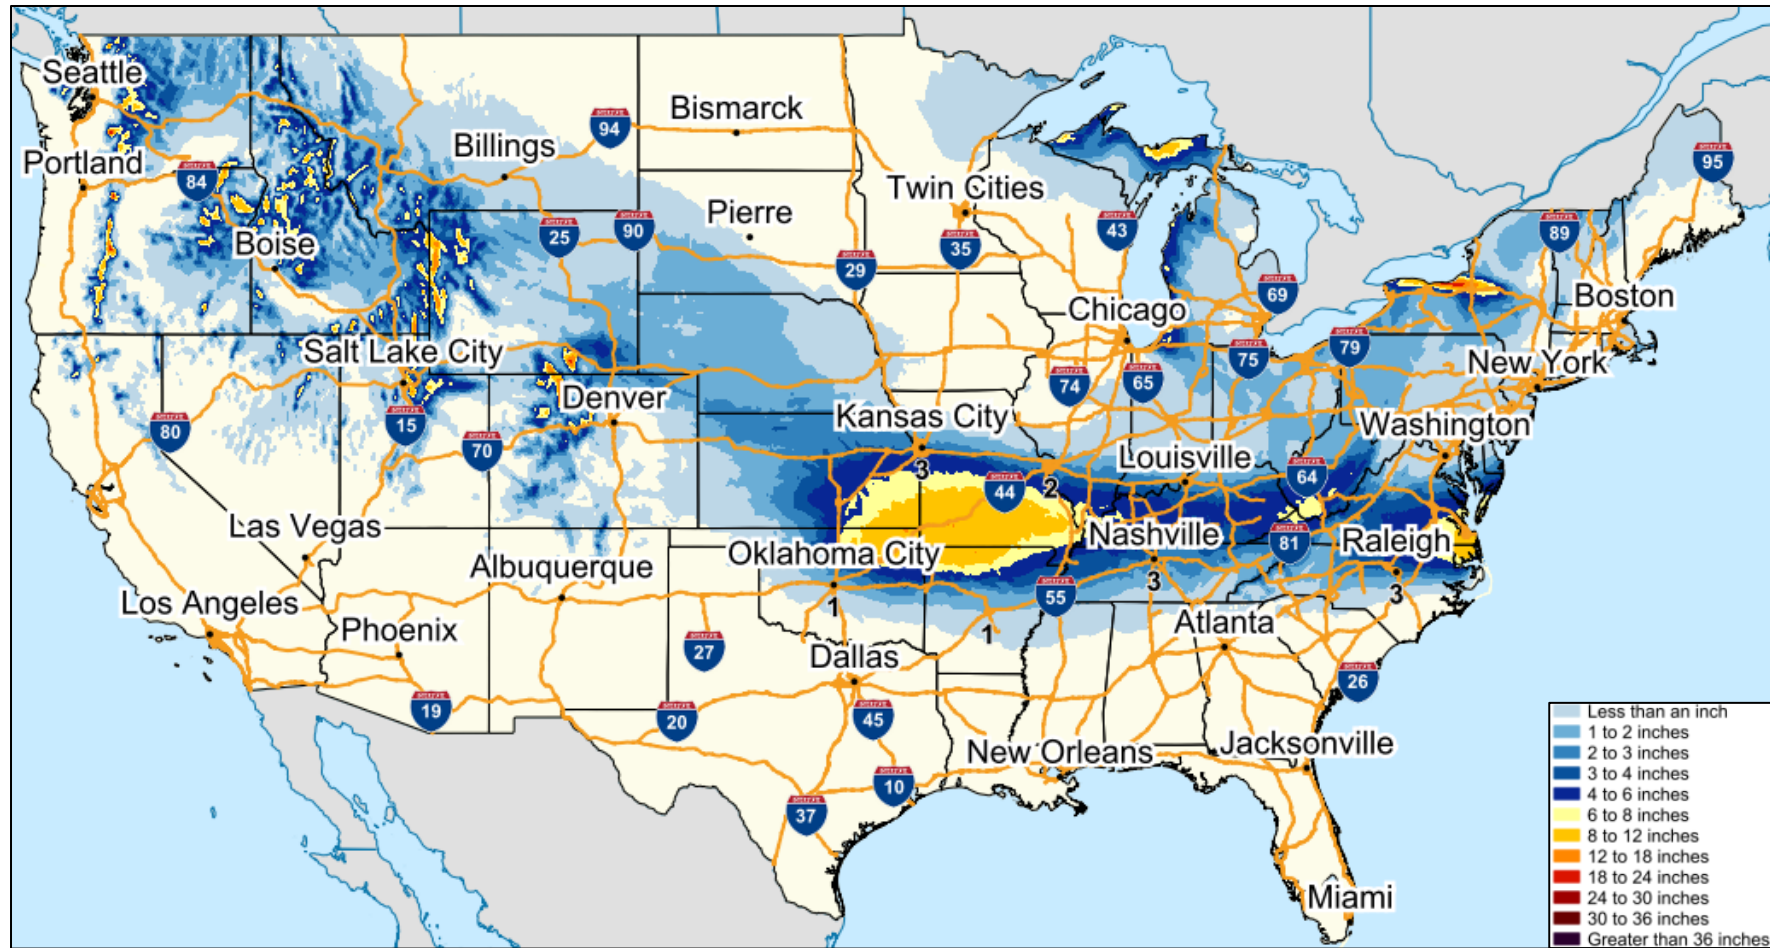 Seattle
Portland
84
Boise
Billings
94
Bismarck
Pierre
25
90
29
Twin Cities
35
43
Chicago
69
95
89
Boston
79
New York
75
74
65
Salt Lake City
15
80
Denver
70
Kansas City
3
44
2
Louisville
64
Washington
Las Vegas
Albuquerque
Oklahoma City
1
Nashville
3
81
Raleigh
3
55
1
Los Angeles
Phoenix
27
Dallas
Atlanta
26
19
20
45
New Orleans
Jacksonville
10
37
Miami
Less than an inch
1 to 2 inches
2 to 3 inches
3 to 4 inches
4 to 6 inches
6 to 8 inches
8 to 12 inches
12 to 18 inches
18 to 24 inches
24 to 30 inches
30 to 36 inches
Greater than 36 inches